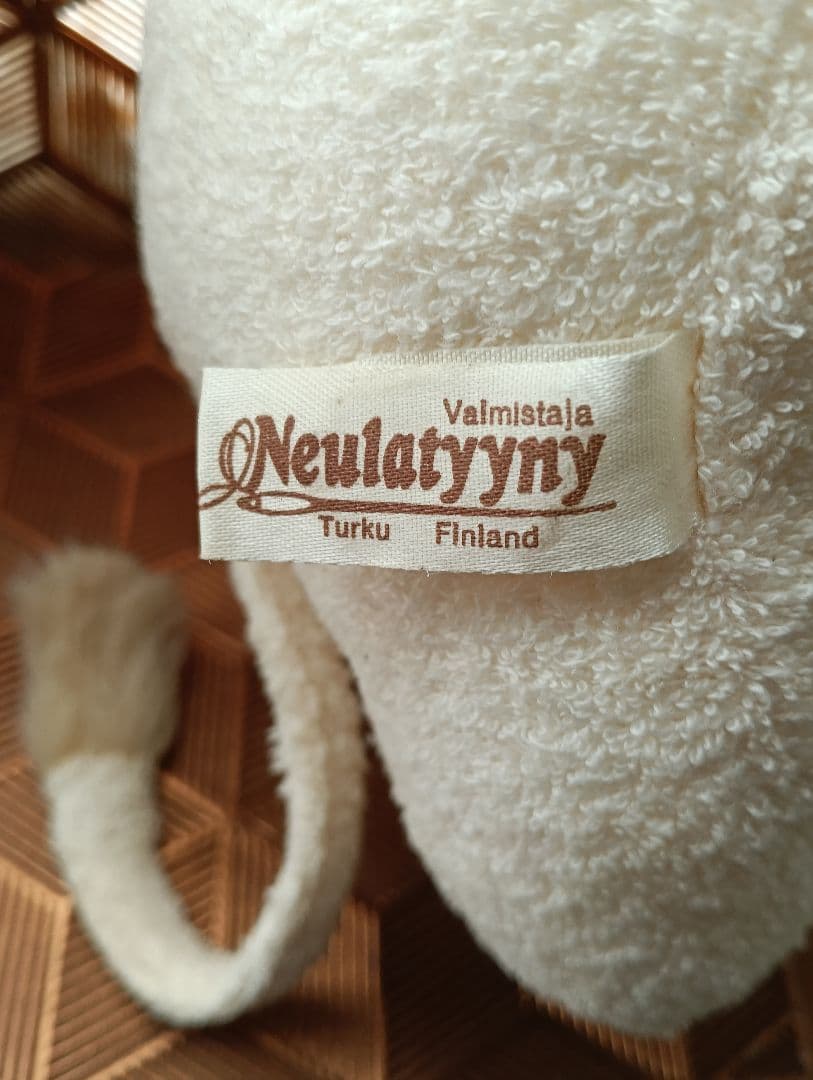 Valmistaja
Neulatyyny
Turku Finland